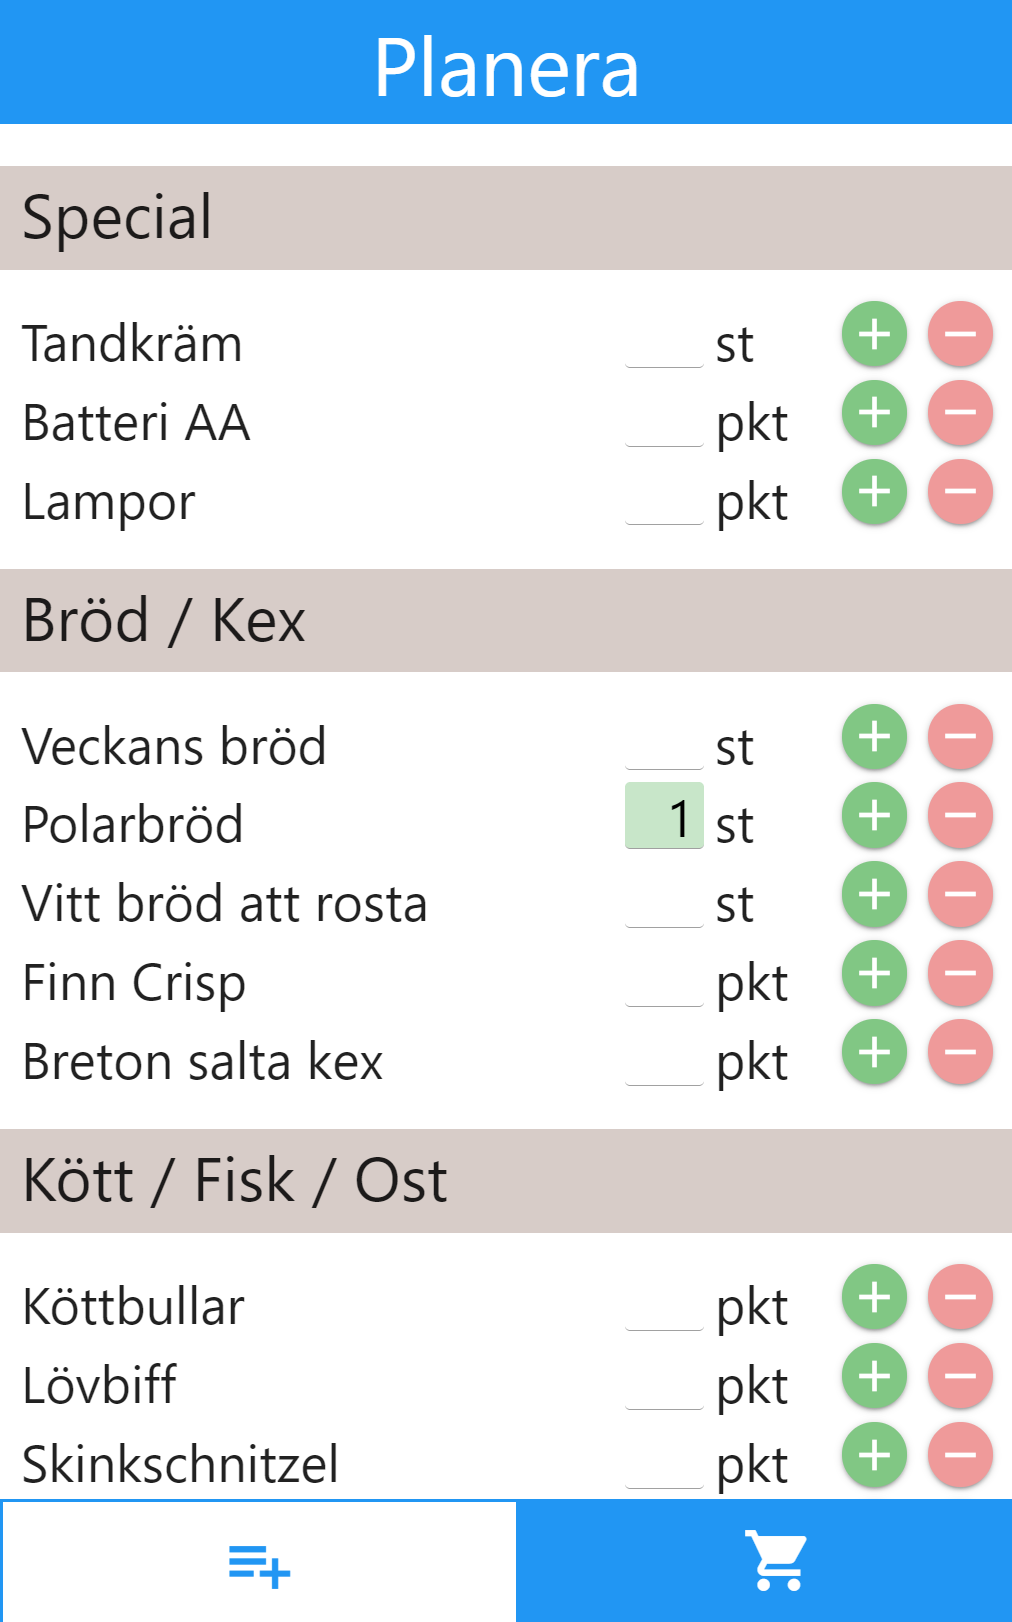 Planera
Special
Tandkräm st
Batteri AA pkt
Lampor pkt
Bröd / Kex
Veckans bröd st
Polarbröd 1 st
Vitt bröd att rosta st
Finn Crisp pkt
Breton salta kex pkt
Kött / Fisk / Ost
Köttbullar pkt
Lövbiff pkt
Skinkschnitzel pkt